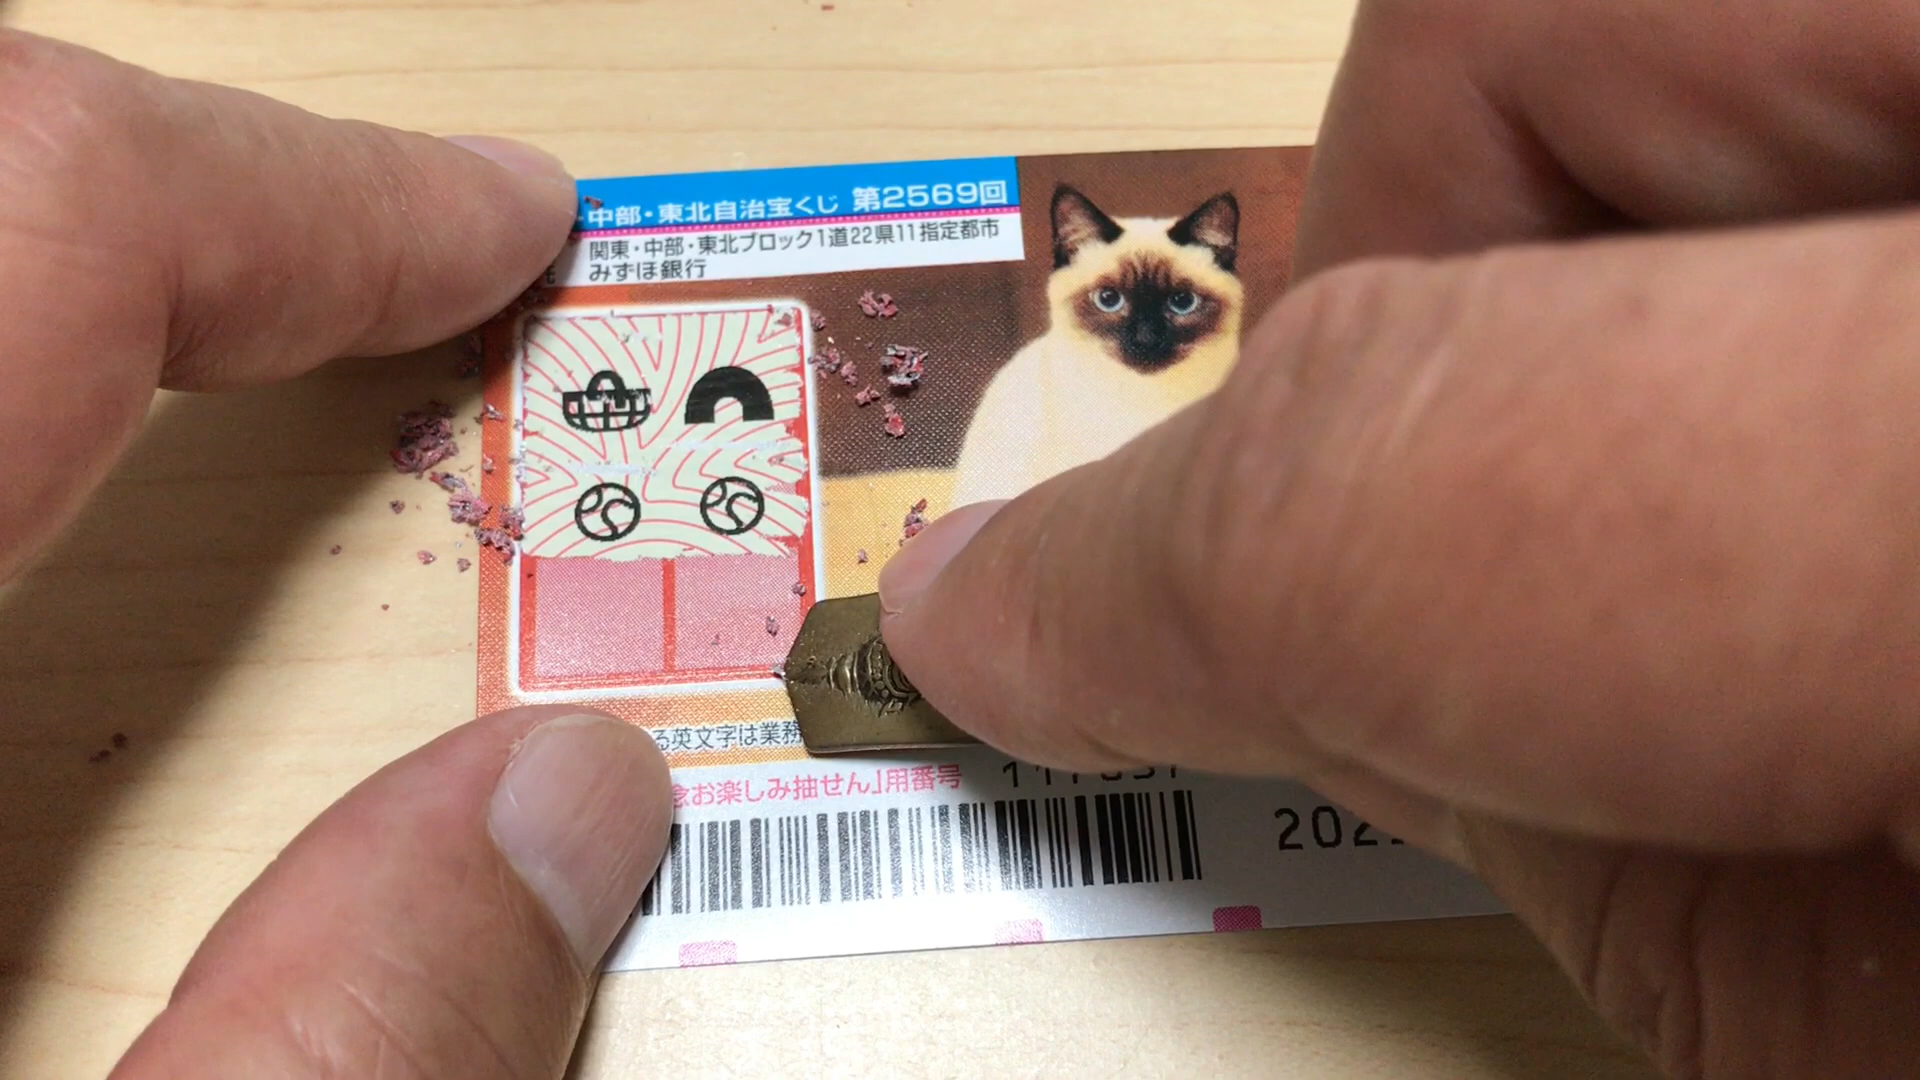 中部・東北自治宝くじ 第2569回
関東・中部・東北ブロック1道22県11指定都市
みずほ銀行
る英文字は業務
念お楽しみ抽せん」用番号
202